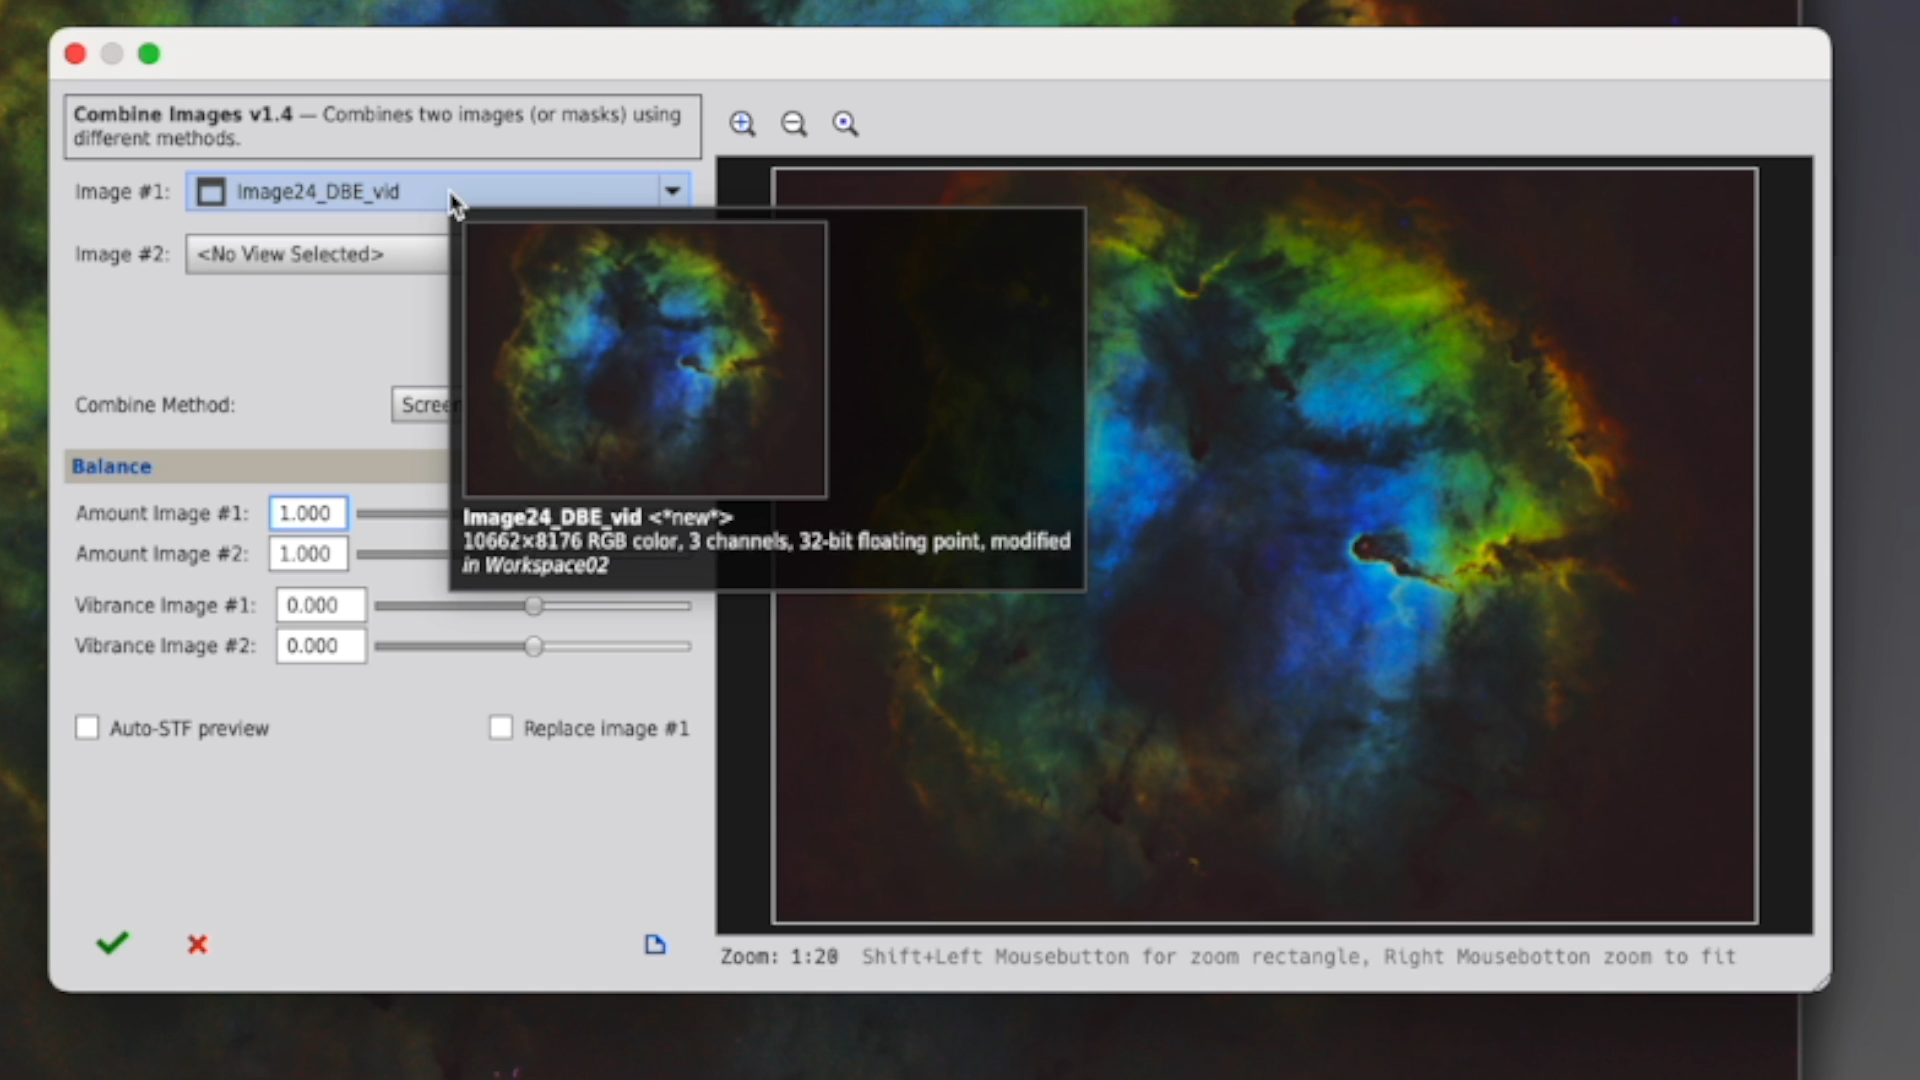 Combine Images v1.4 — Combines two images (or masks) using
different methods.
Image #1: Image24_DBE_vid
Image #2: <No View Selected>
Combine Method: Screen
Balance
Amount Image #1: 1.000
Amount Image #2: 1.000
Image24_DBE_vid <*new*>
10662×8176 RGB color, 3 channels, 32-bit floating point, modified
in Workspace02
Vibrance Image #1: 0.000
Vibrance Image #2: 0.000
Auto-STF preview
Replace image #1
Zoom: 1:20 Shift+Left Mousebutton for zoom rectangle, Right Mousebotton zoom to fit